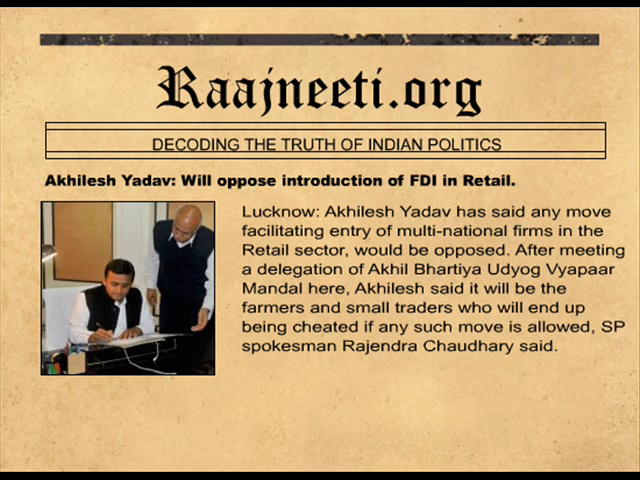 Raajneeti.org
DECODING THE TRUTH OF INDIAN POLITICS
Akhilesh Yadav: Will oppose introduction of FDI in Retail.
Lucknow: Akhilesh Yadav has said any move
facilitating entry of multi-national firms in the
Retail sector, would be opposed. After meeting
a delegation of Akhil Bhartiya Udyog Vyapaar
Mandal here, Akhilesh said it will be the
farmers and small traders who will end up
being cheated if any such move is allowed, SP
spokesman Rajendra Chaudhary said.